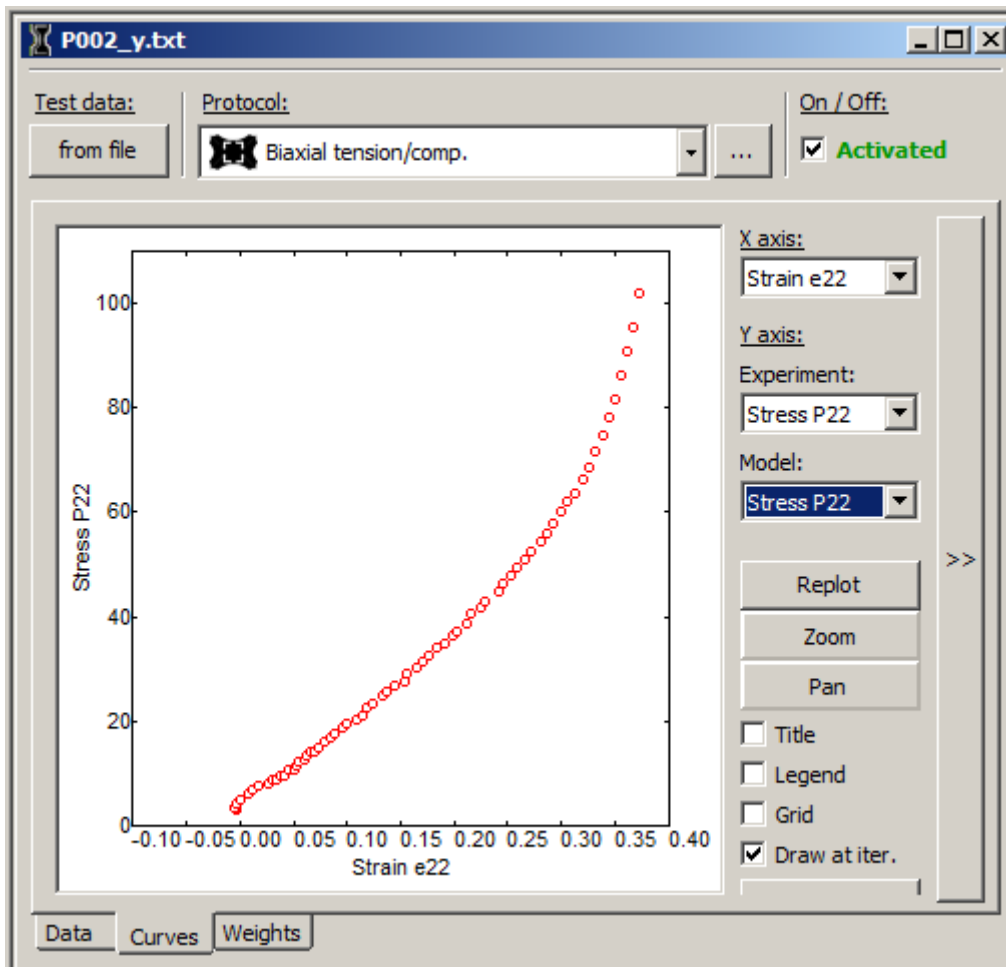 P002_y.txt
Test data:
Protocol:
On / Off:
from file
Biaxial tension/comp.
...
Activated
X axis:
Strain e22
Y axis:
Experiment:
Stress P22
Model:
Stress P22
Replot
Zoom
Pan
Title
Legend
Grid
Draw at iter.
>>
Stress P22
100
80
60
40
20
0
-0.10 -0.05 0.00 0.05 0.10 0.15 0.20 0.25 0.30 0.35 0.40
Strain e22
Data
Curves
Weights